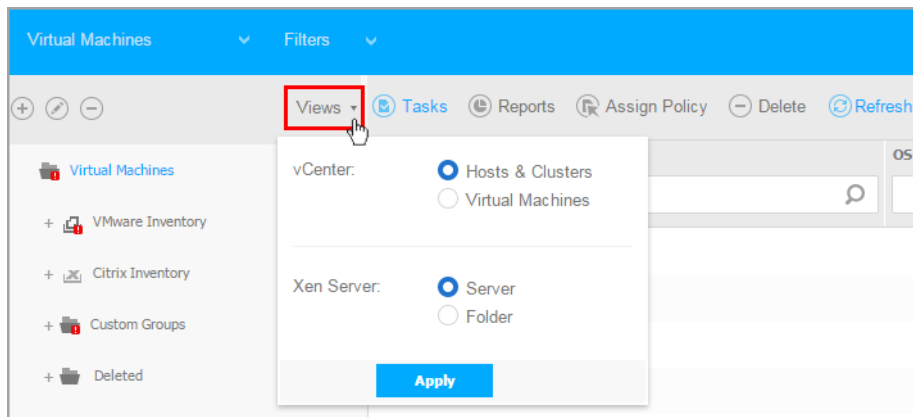 Virtual Machines
Filters
Views
Tasks
Reports
Assign Policy
Delete
Refresh
OS
Virtual Machines
VMware Inventory
Citrix Inventory
Custom Groups
Deleted
vCenter:
Hosts & Clusters
Virtual Machines
Xen Server:
Server
Folder
Apply